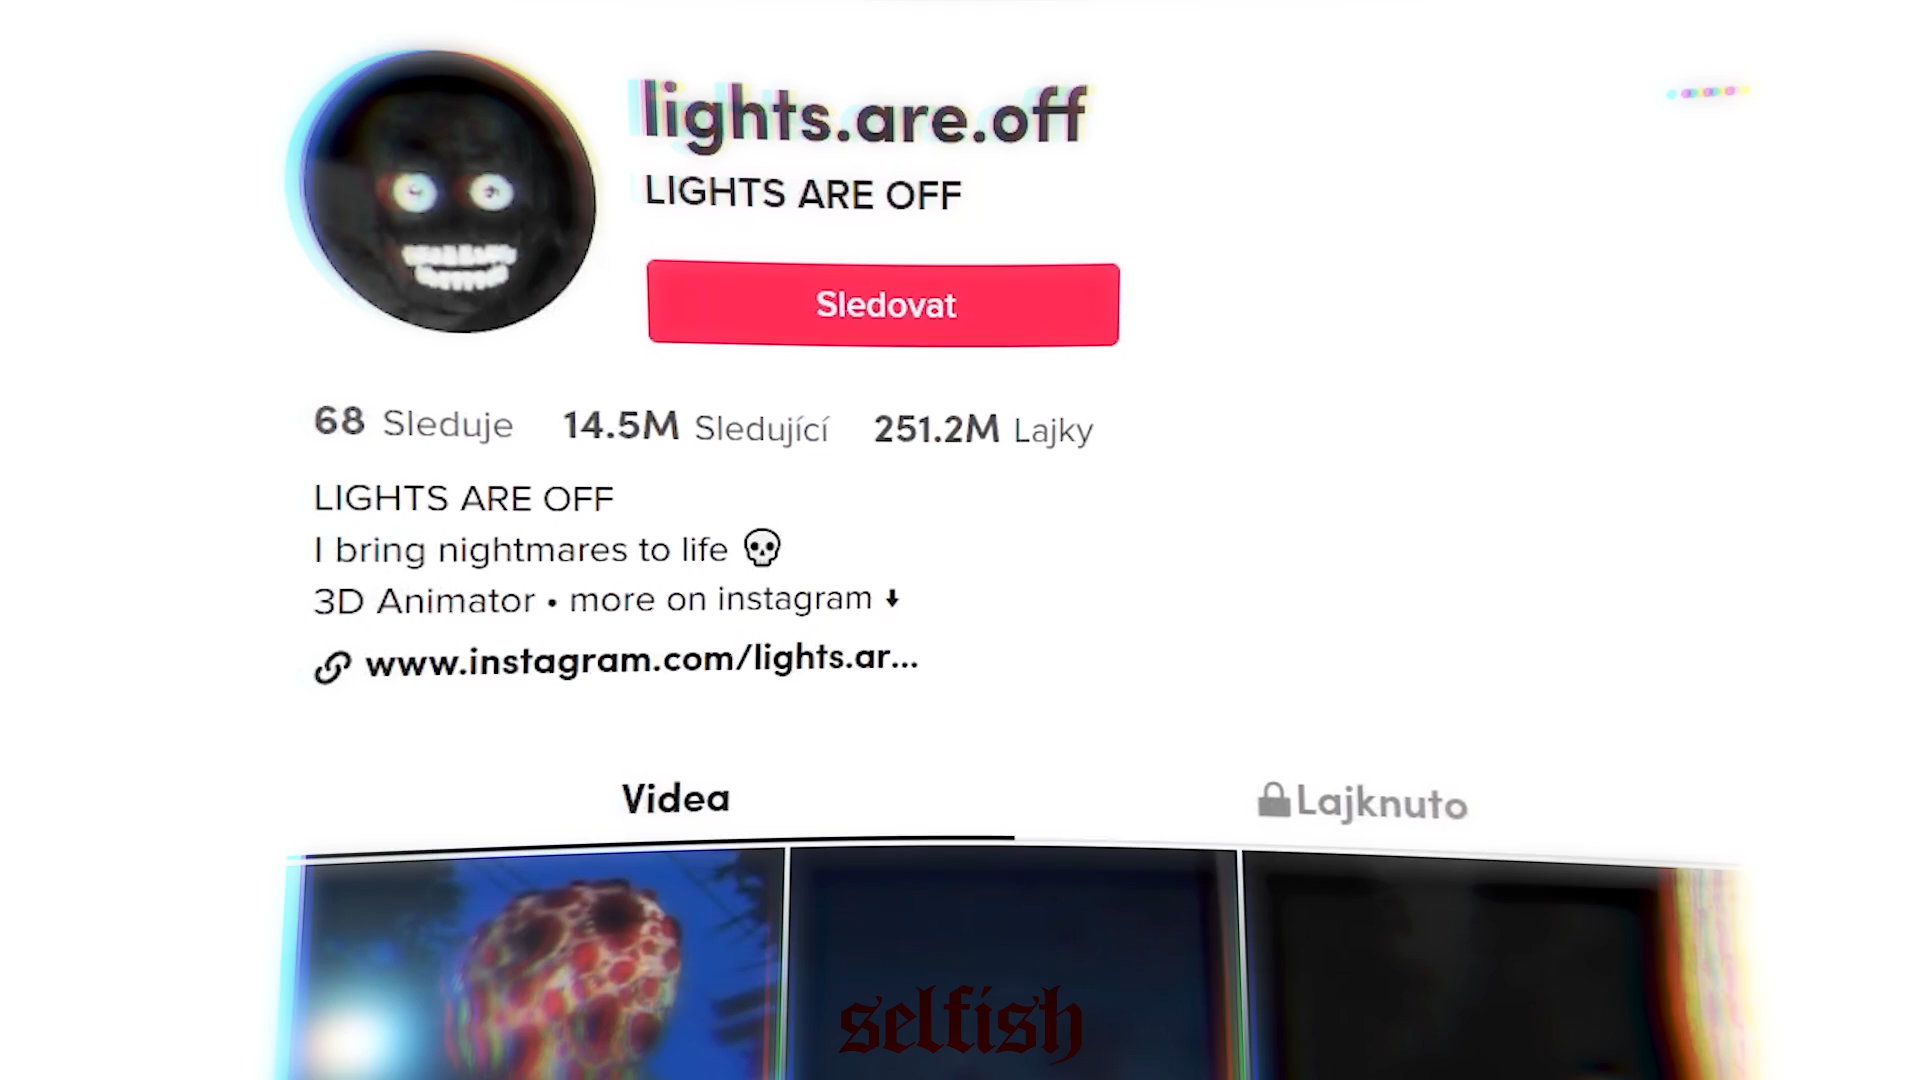 lights.are.off
LIGHTS ARE OFF
Sledovat
68 Sleduje 14.5M Sledující 251.2M Lajky
LIGHTS ARE OFF
I bring nightmares to life 💀
3D Animator • more on instagram ⬇
www.instagram.com/lights.ar...
Videa Lajknuto
selfish